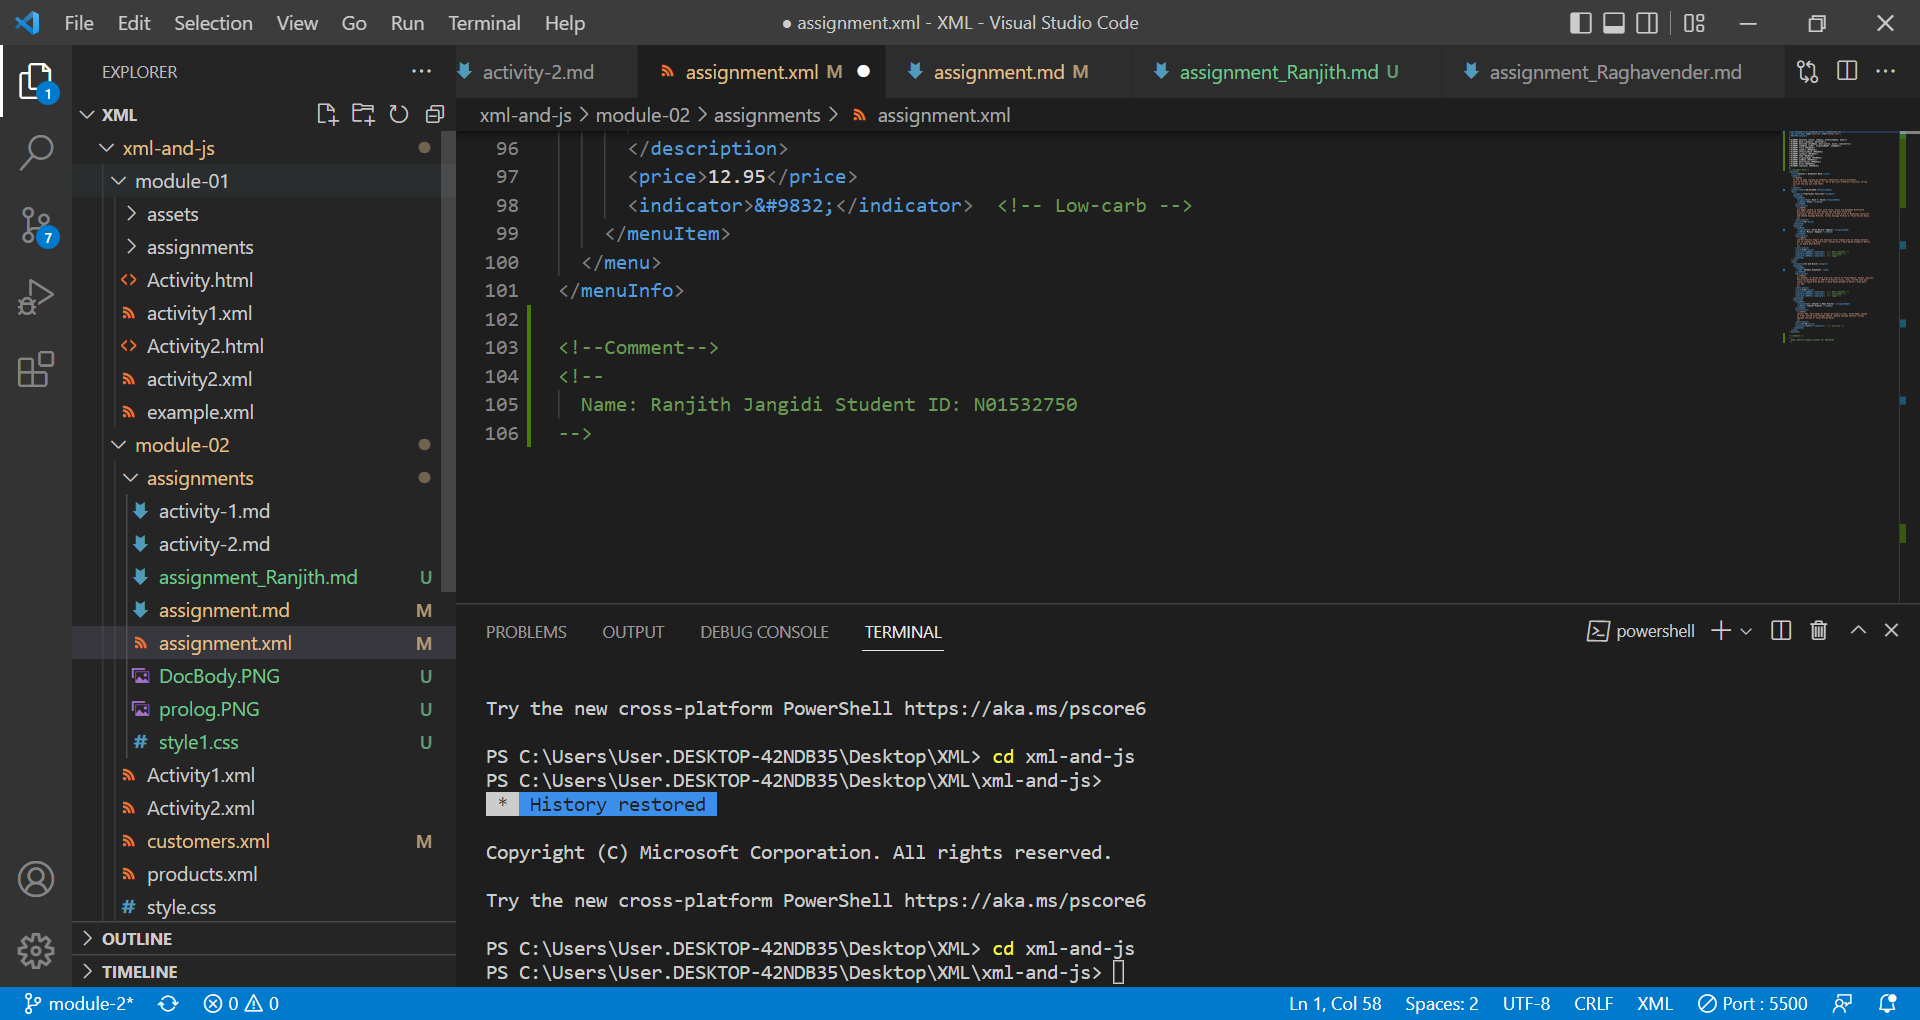 File Edit Selection View Go Run Terminal Help
● assignment.xml - XML - Visual Studio Code
EXPLORER
XML
xml-and-js
module-01
assets
assignments
Activity.html
activity1.xml
Activity2.html
activity2.xml
example.xml
module-02
assignments
activity-1.md
activity-2.md
assignment_Ranjith.md U
assignment.md M
assignment.xml M
DocBody.PNG U
prolog.PNG U
style1.css U
Activity1.xml
Activity2.xml
customers.xml M
products.xml
style.css
OUTLINE
TIMELINE
1
7
activity-2.md assignment.xml M assignment.md M assignment_Ranjith.md U assignment_Raghavender.md
xml-and-js > module-02 > assignments > assignment.xml
96 </description>
97 <price>12.95</price>
98 <indicator>&#9832;</indicator> <!-- Low-carb -->
99 </menuItem>
100 </menu>
101 </menuInfo>
102
103 <!--Comment-->
104 <!--
105 Name: Ranjith Jangidi Student ID: N01532750
106 -->
PROBLEMS OUTPUT DEBUG CONSOLE TERMINAL
powershell
Try the new cross-platform PowerShell https://aka.ms/pscore6
PS C:\Users\User.DESKTOP-42NDB35\Desktop\XML> cd xml-and-js
PS C:\Users\User.DESKTOP-42NDB35\Desktop\XML\xml-and-js>
* History restored
Copyright (C) Microsoft Corporation. All rights reserved.
Try the new cross-platform PowerShell https://aka.ms/pscore6
PS C:\Users\User.DESKTOP-42NDB35\Desktop\XML> cd xml-and-js
PS C:\Users\User.DESKTOP-42NDB35\Desktop\XML\xml-and-js>
module-2* 0 0 Ln 1, Col 58 Spaces: 2 UTF-8 CRLF XML Port : 5500